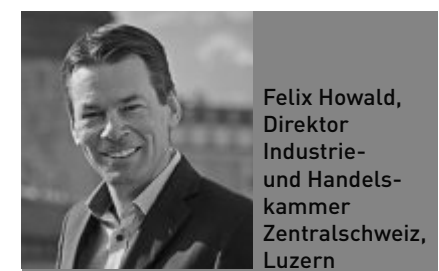 Felix Howald,
Direktor
Industrie-
und Handels-
kammer
Zentralschweiz,
Luzern